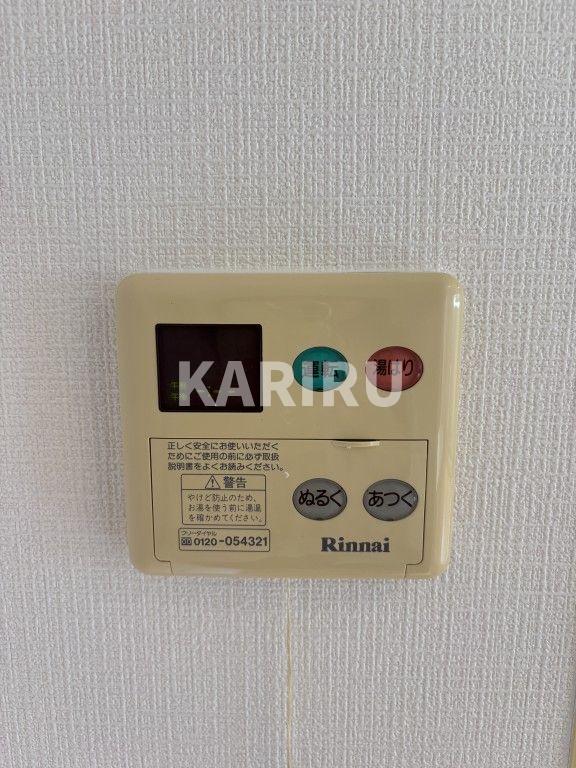 午前
午後
運転
湯はり
KARIRU
正しく安全にお使いいただく
ためにご使用の前に必ず取扱
説明書をよくお読みください。
警告
やけど防止のため、
お湯を使う前に湯温
を確かめてください。
フリーダイヤル
0120-054321
ぬるく
あつく
Rinnai